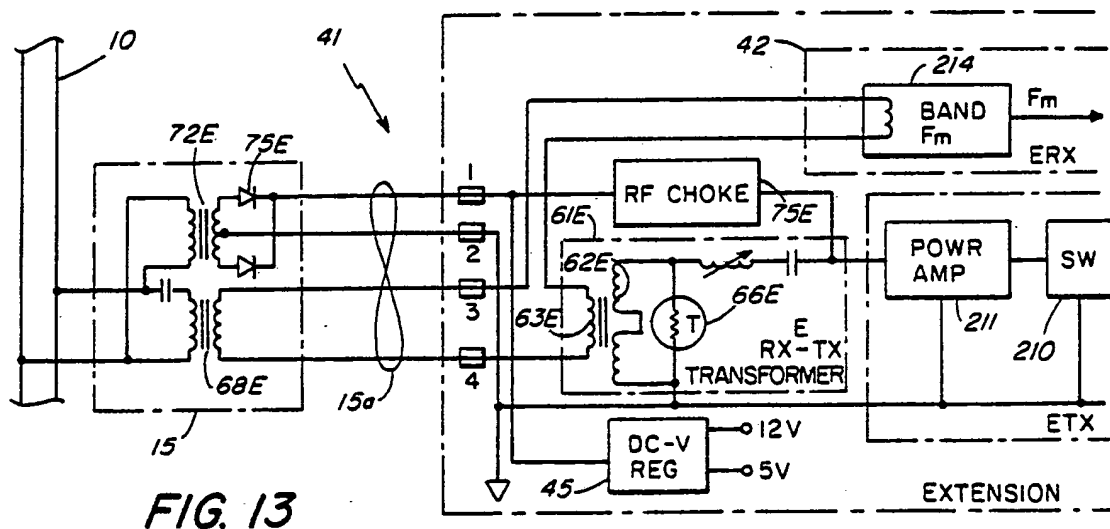 10
41
42
214
BAND
Fm
Fm
ERX
72E
75E
1
RF CHOKE
75E
61E
2
62E
POWR
AMP
SW
3
63E
T
66E
211
210
E
RX-TX
TRANSFORMER
4
68E
15a
15
ETX
DC-V
REG
12V
5V
45
EXTENSION
FIG. 13